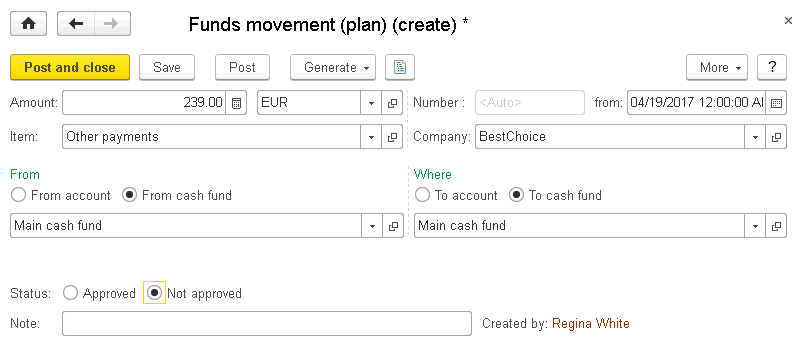 Funds movement (plan) (create) *
Post and close Save Post Generate More ?
Amount: 239.00 EUR Number : <Auto> from: 04/19/2017 12:00:00 AM
Item: Other payments Company: BestChoice
From Where
From account From cash fund To account To cash fund
Main cash fund Main cash fund
Status: Approved Not approved
Note: Created by: Regina White